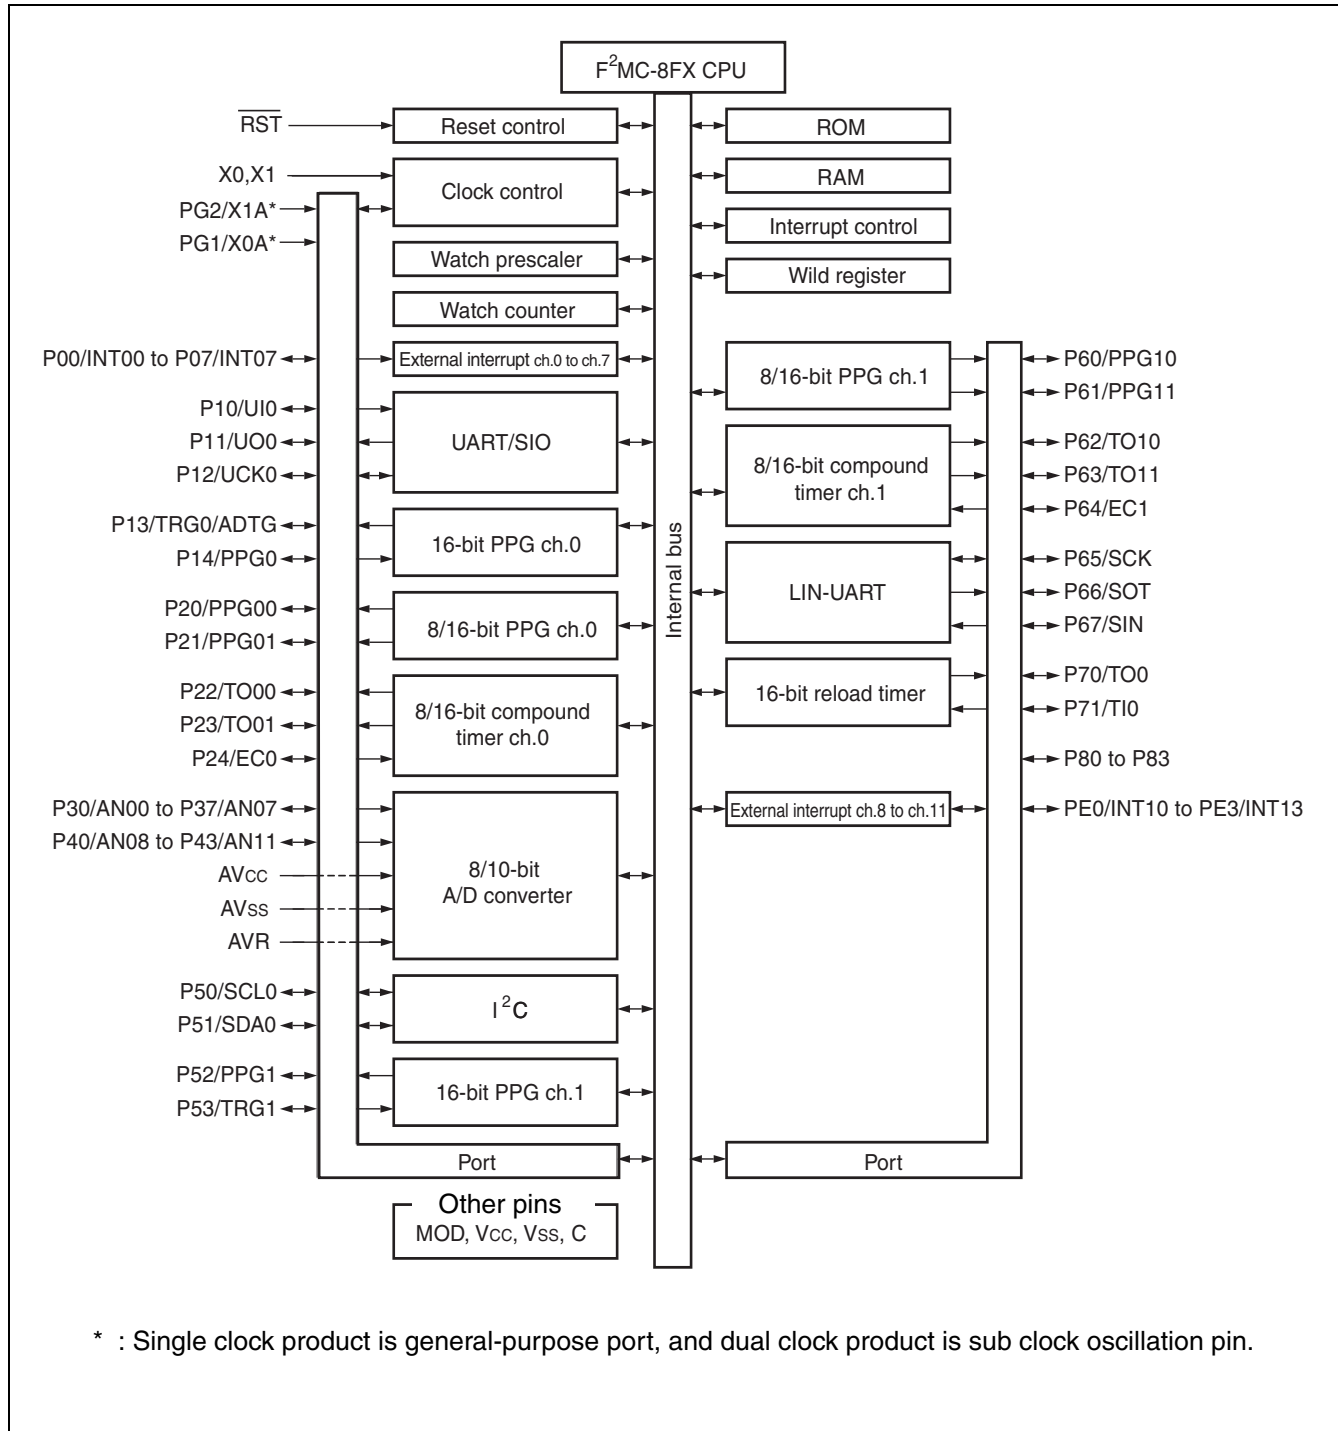 F²MC-8FX CPU
RST
Reset control
ROM
X0,X1
Clock control
RAM
PG2/X1A*
PG1/X0A*
Interrupt control
Watch prescaler
Wild register
Watch counter
P00/INT00 to P07/INT07
External interrupt ch.0 to ch.7
P10/UI0
P11/UO0
P12/UCK0
UART/SIO
P13/TRG0/ADTG
P14/PPG0
16-bit PPG ch.0
P20/PPG00
P21/PPG01
8/16-bit PPG ch.0
P22/TO00
P23/TO01
P24/EC0
8/16-bit compound
timer ch.0
P30/AN00 to P37/AN07
P40/AN08 to P43/AN11
AVcc
AVss
AVR
8/10-bit
A/D converter
P50/SCL0
P51/SDA0
I²C
P52/PPG1
P53/TRG1
16-bit PPG ch.1
Port
Other pins
MOD, Vcc, Vss, C
Internal bus
8/16-bit PPG ch.1
P60/PPG10
P61/PPG11
8/16-bit compound
timer ch.1
P62/TO10
P63/TO11
P64/EC1
LIN-UART
P65/SCK
P66/SOT
P67/SIN
16-bit reload timer
P70/TO0
P71/TI0
P80 to P83
External interrupt ch.8 to ch.11
PE0/INT10 to PE3/INT13
Port
* : Single clock product is general-purpose port, and dual clock product is sub clock oscillation pin.